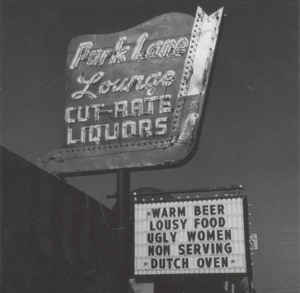 Park Lane
Lounge
CUT-RATE
LIQUORS
WARM BEER
LOUSY FOOD
UGLY WOMEN
NOW SERVING
DUTCH OVEN